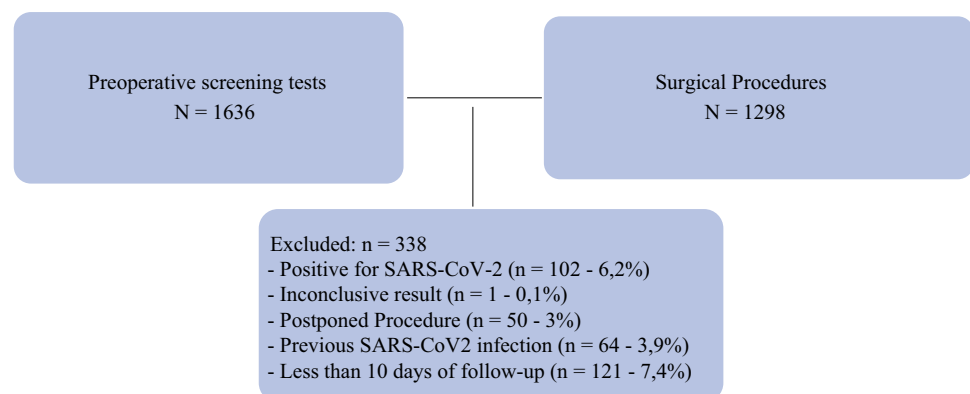 Preoperative screening tests
N = 1636
Surgical Procedures
N = 1298
Excluded: n = 338
- Positive for SARS-CoV-2 (n = 102 - 6,2%)
- Inconclusive result (n = 1 - 0,1%)
- Postponed Procedure (n = 50 - 3%)
- Previous SARS-CoV2 infection (n = 64 - 3,9%)
- Less than 10 days of follow-up (n = 121 - 7,4%)